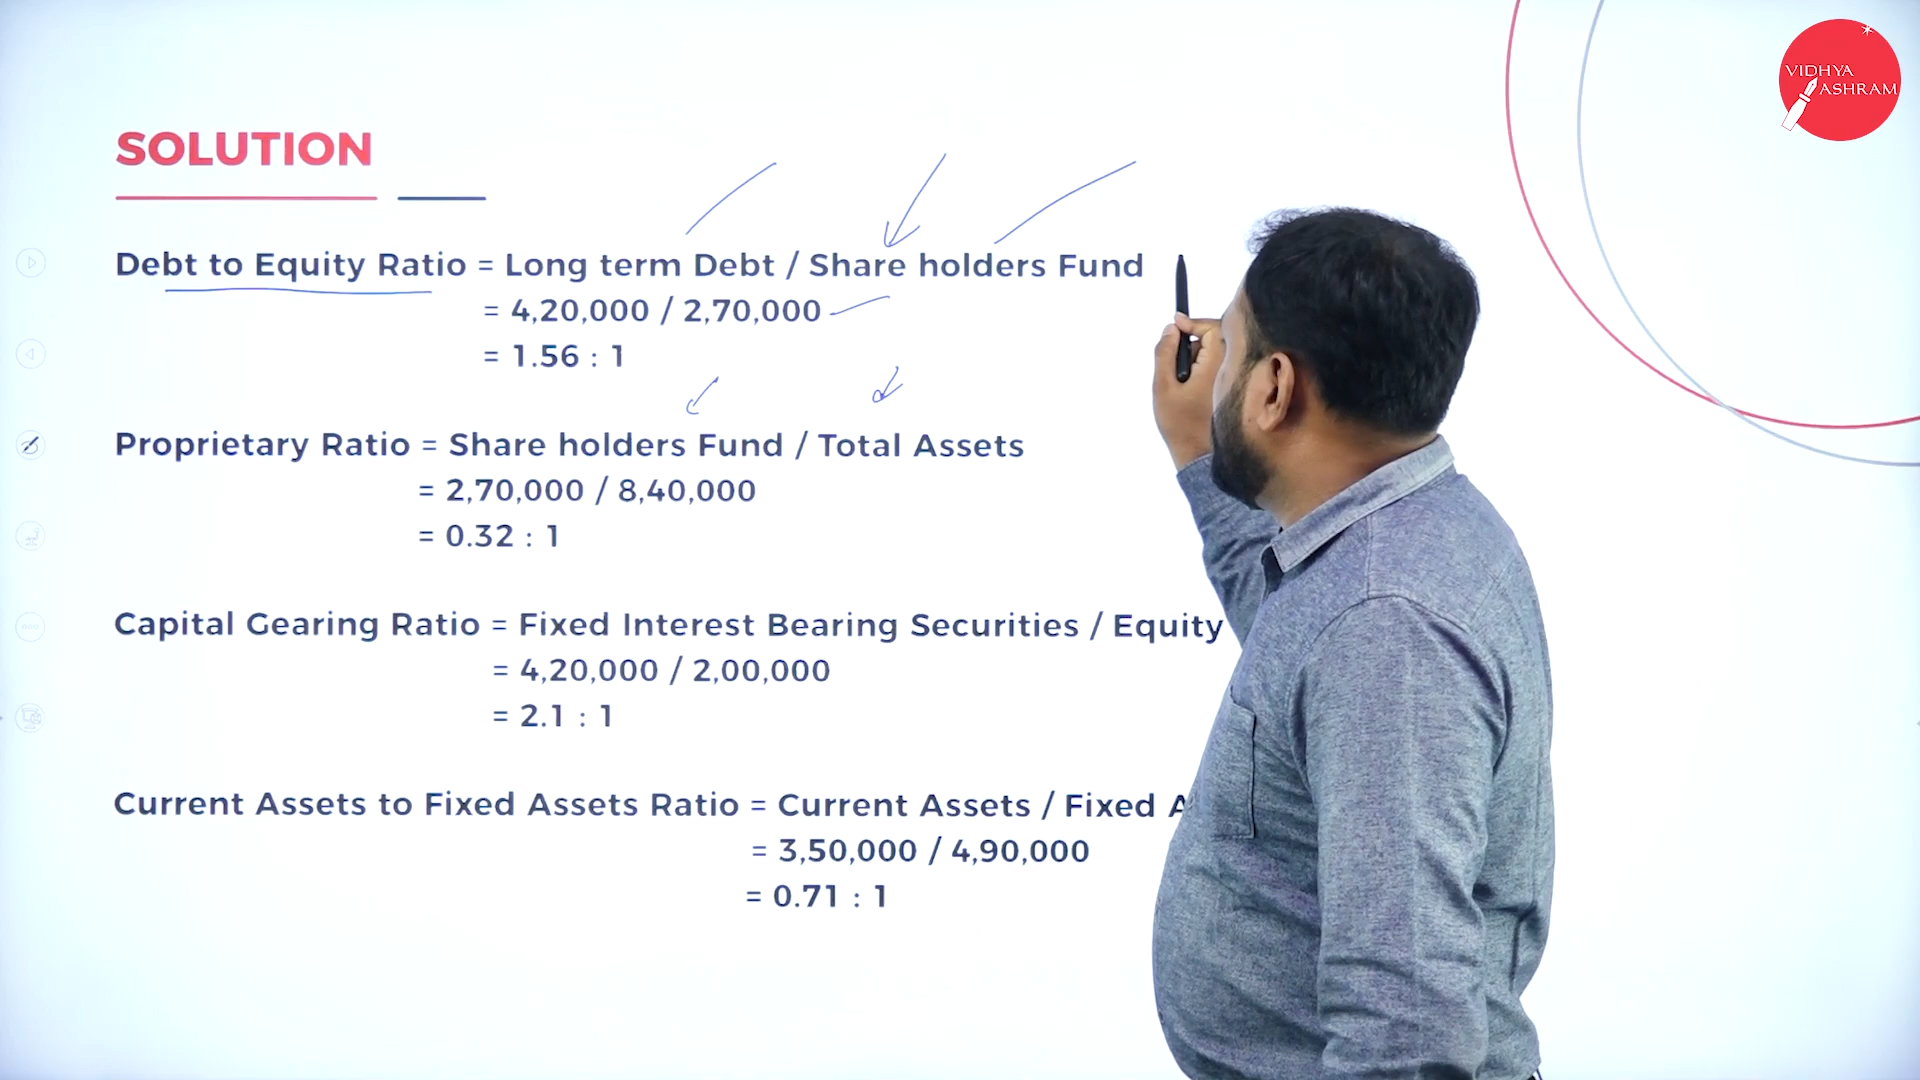 VIDHYA
ASHRAM
SOLUTION
Debt to Equity Ratio = Long term Debt / Share holders Fund
= 4,20,000 / 2,70,000
= 1.56 : 1
Proprietary Ratio = Share holders Fund / Total Assets
= 2,70,000 / 8,40,000
= 0.32 : 1
Capital Gearing Ratio = Fixed Interest Bearing Securities / Equity
= 4,20,000 / 2,00,000
= 2.1 : 1
Current Assets to Fixed Assets Ratio = Current Assets / Fixed
= 3,50,000 / 4,90,000
= 0.71 : 1